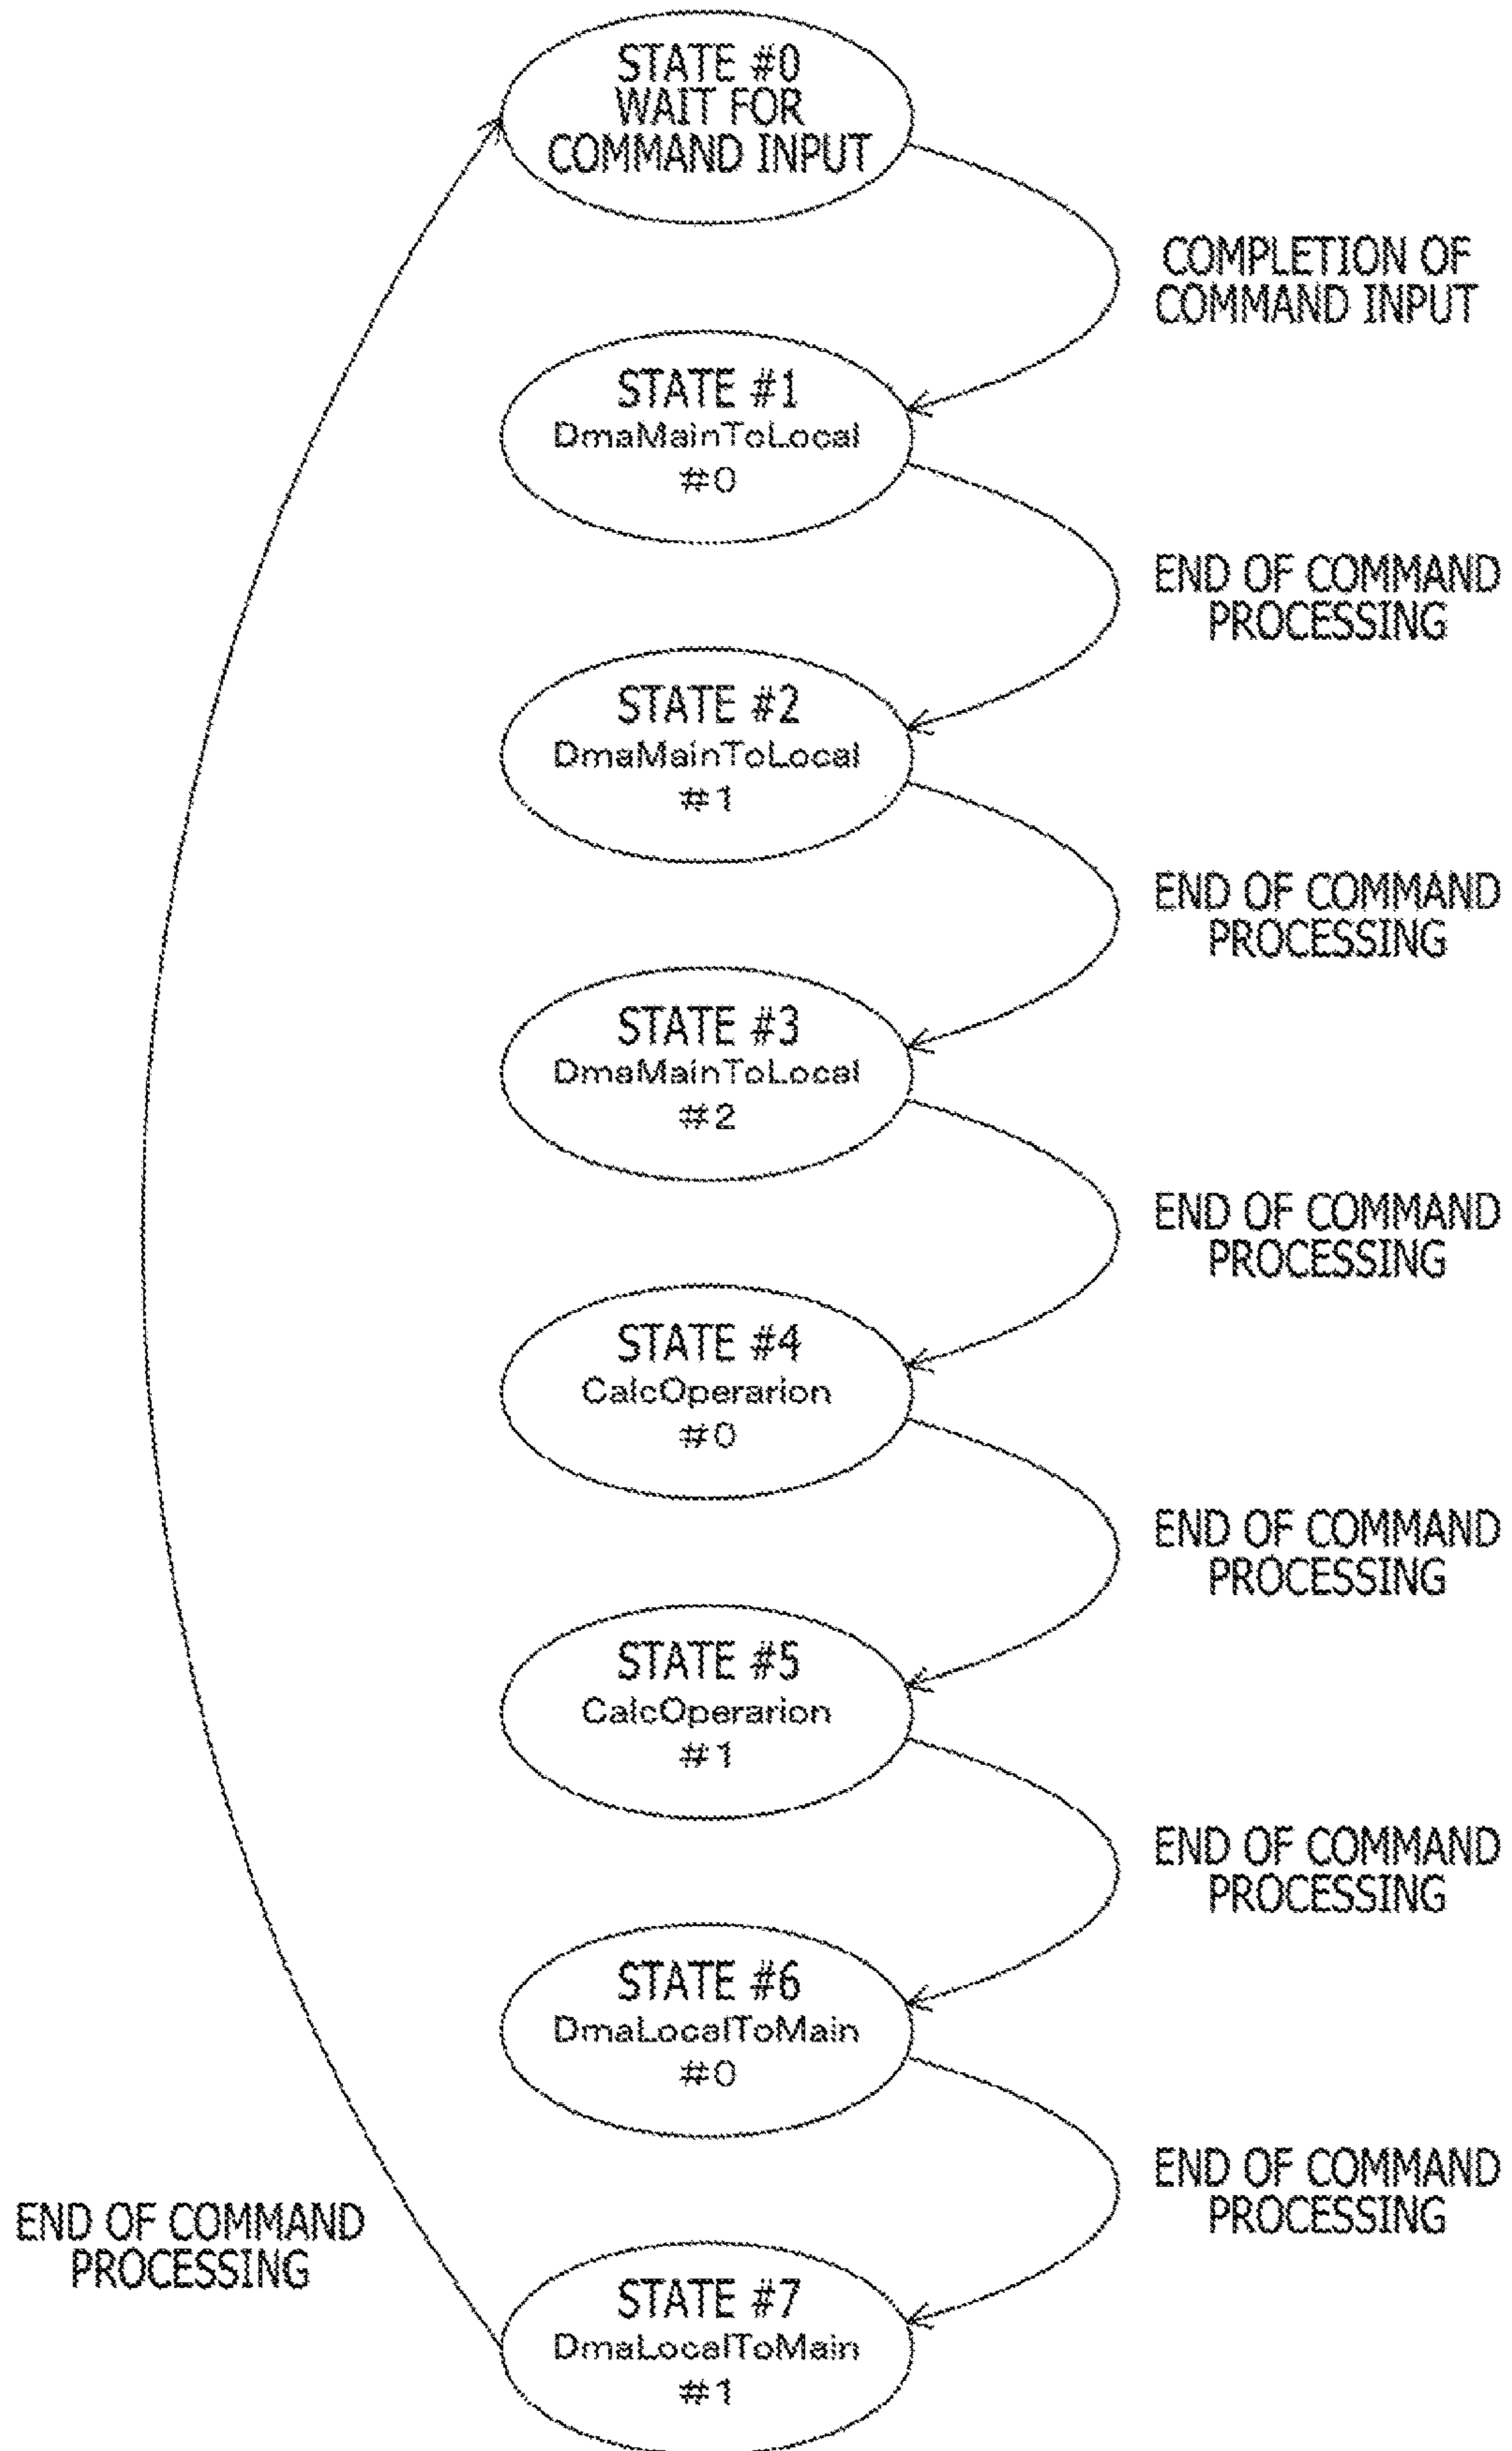 STATE #0
WAIT FOR
COMMAND INPUT
COMPLETION OF
COMMAND INPUT
STATE #1
DmaMainToLocal
#0
END OF COMMAND
PROCESSING
STATE #2
DmaMainToLocal
#1
END OF COMMAND
PROCESSING
STATE #3
DmaMainToLocal
#2
END OF COMMAND
PROCESSING
STATE #4
CalcOperarion
#0
END OF COMMAND
PROCESSING
STATE #5
CalcOperarion
#1
END OF COMMAND
PROCESSING
STATE #6
DmaLocalToMain
#0
END OF COMMAND
PROCESSING
END OF COMMAND
PROCESSING
STATE #7
DmaLocalToMain
#1